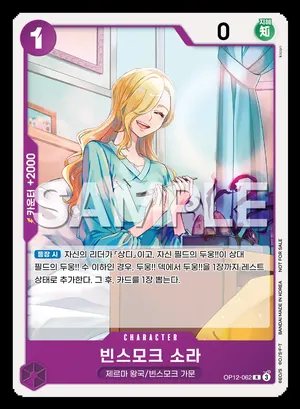 1
0
지혜
知
카운터 +2000
SAMPLE
등장 시 자신의 리더가 「상디」이고, 자신 필드의 두웅!!이 상대
필드의 두웅!! 수 이하인 경우, 두웅!! 덱에서 두웅!!을 1장까지 레스트
상태로 추가한다. 그 후, 카드를 1장 뽑는다.
CHARACTER
빈스모크 소라
제르마 왕국/빈스모크 가문
OP12-062 R 3
NOT FOR SALE
BANDAI MADE IN KOREA